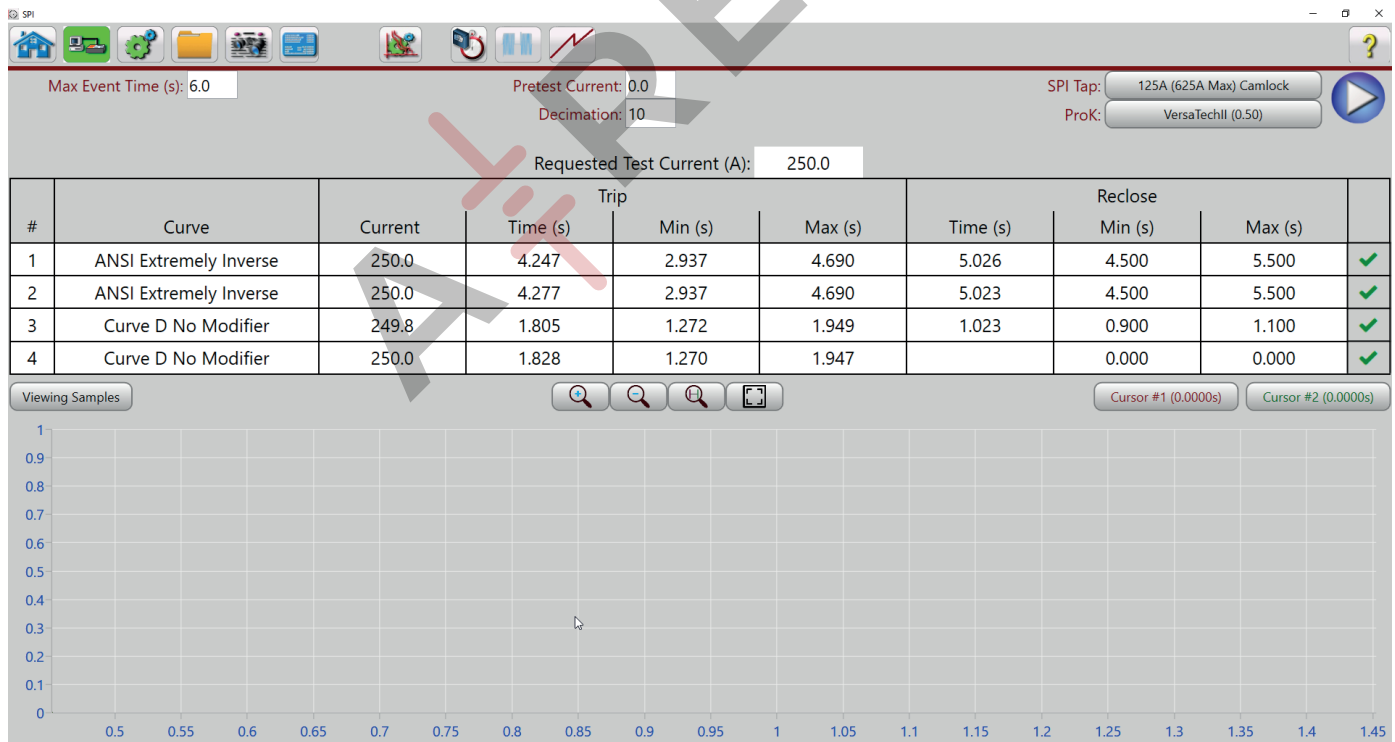 SPI
Max Event Time (s): 6.0 Pretest Current: 0.0 SPI Tap: 125A (625A Max) Camlock
Decimation: 10 ProK: VersaTechII (0.50)
Requested Test Current (A): 250.0
Trip Reclose
# Curve Current Time (s) Min (s) Max (s) Time (s) Min (s) Max (s)
1 ANSI Extremely Inverse 250.0 4.247 2.937 4.690 5.026 4.500 5.500
2 ANSI Extremely Inverse 250.0 4.277 2.937 4.690 5.023 4.500 5.500
3 Curve D No Modifier 249.8 1.805 1.272 1.949 1.023 0.900 1.100
4 Curve D No Modifier 250.0 1.828 1.270 1.947 0.000 0.000
Viewing Samples Cursor #1 (0.0000s) Cursor #2 (0.0000s)
1
0.9
0.8
0.7
0.6
0.5
0.4
0.3
0.2
0.1
0
0.5 0.55 0.6 0.65 0.7 0.75 0.8 0.85 0.9 0.95 1 1.05 1.1 1.15 1.2 1.25 1.3 1.35 1.4 1.45